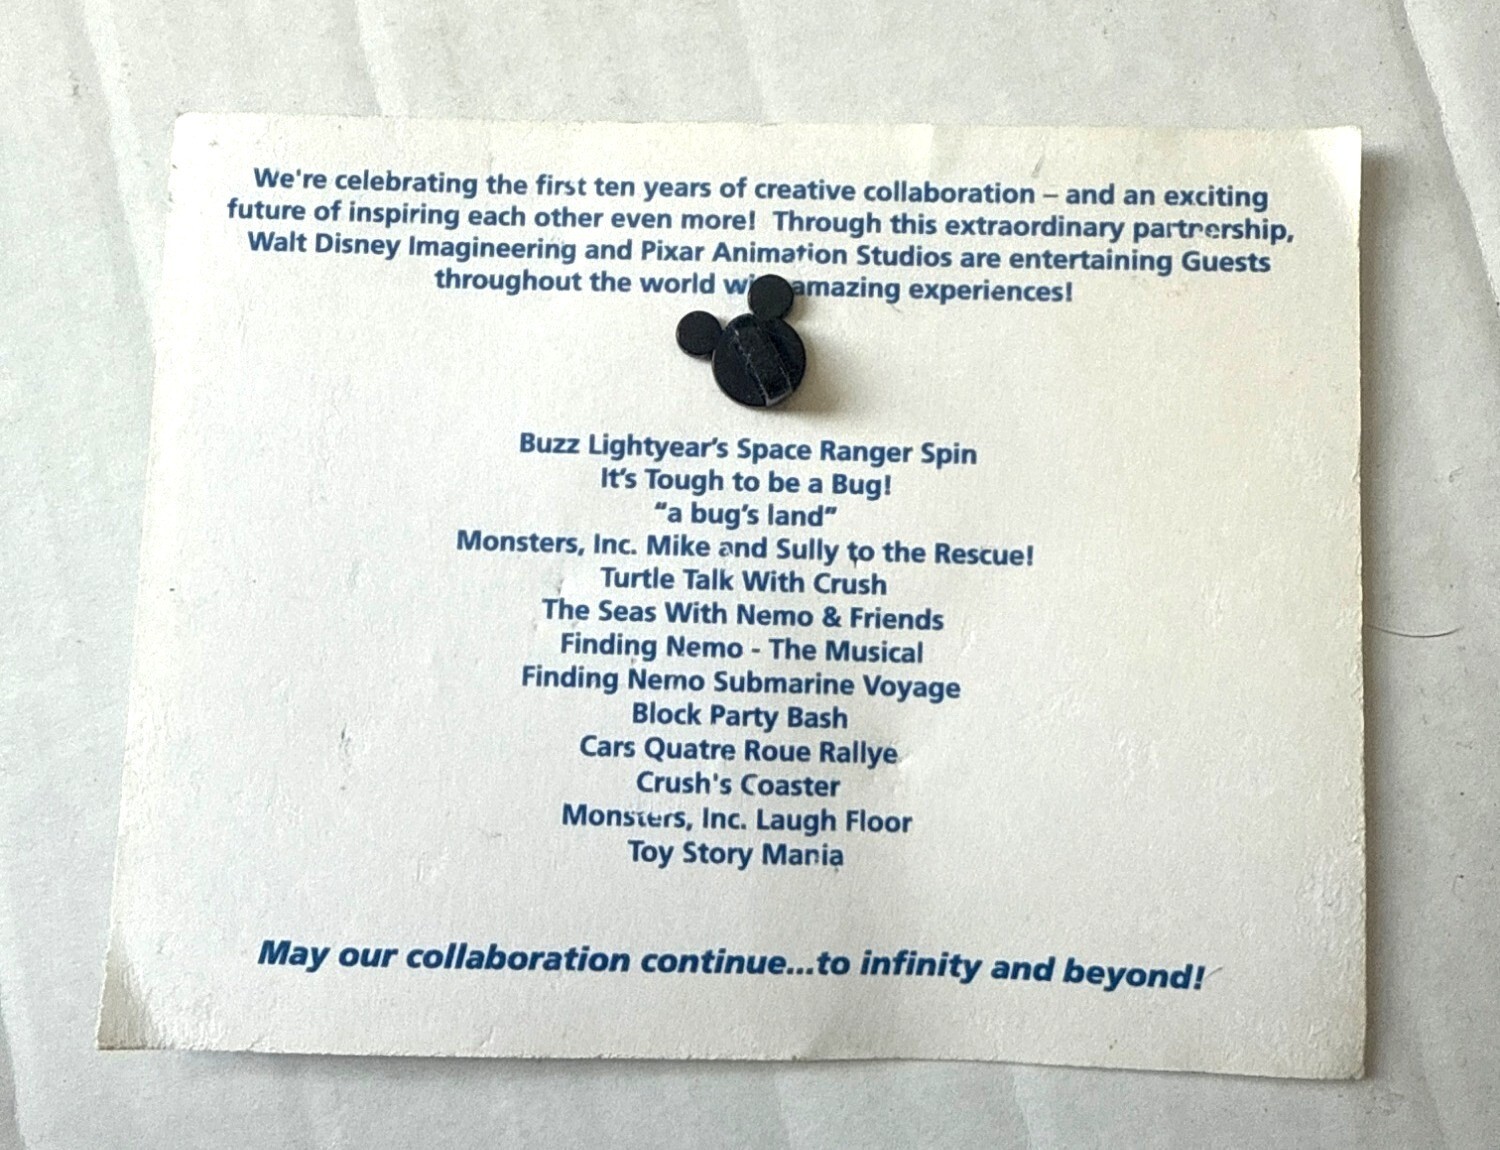 We're celebrating the first ten years of creative collaboration – and an exciting
future of inspiring each other even more! Through this extraordinary partnership,
Walt Disney Imagineering and Pixar Animation Studios are entertaining Guests
throughout the world amazing experiences!
Buzz Lightyear's Space Ranger Spin
It's Tough to be a Bug!
"a bug's land"
Monsters, Inc. Mike and Sully to the Rescue!
Turtle Talk With Crush
The Seas With Nemo & Friends
Finding Nemo - The Musical
Finding Nemo Submarine Voyage
Block Party Bash
Cars Quatre Roue Rallye
Crush's Coaster
Monsters, Inc. Laugh Floor
Toy Story Mania
May our collaboration continue...to infinity and beyond!